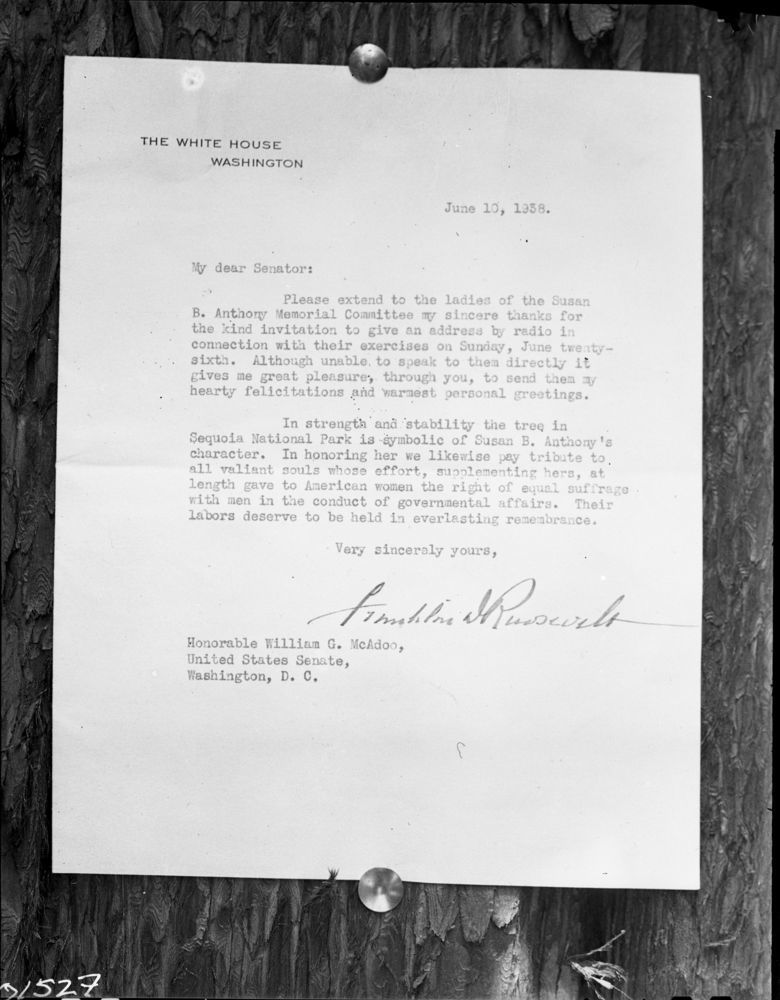 THE WHITE HOUSE
WASHINGTON
June 10, 1938.
My dear Senator:
Please extend to the ladies of the Susan
B. Anthony Memorial Committee my sincere thanks for
the kind invitation to give an address by radio in
connection with their exercises on Sunday, June twenty-
sixth. Although unable to speak to them directly it
gives me great pleasure, through you, to send them my
hearty felicitations and warmest personal greetings.
In strength and stability the tree in
Sequoia National Park is symbolic of Susan B. Anthony's
character. In honoring her we likewise pay tribute to
all valiant souls whose effort, supplementing hers, at
length gave to American women the right of equal suffrage
with men in the conduct of governmental affairs. Their
labors deserve to be held in everlasting remembrance.
Very sincerely yours,
Franklin D Roosevelt
Honorable William G. McAdoo,
United States Senate,
Washington, D. C.
1527